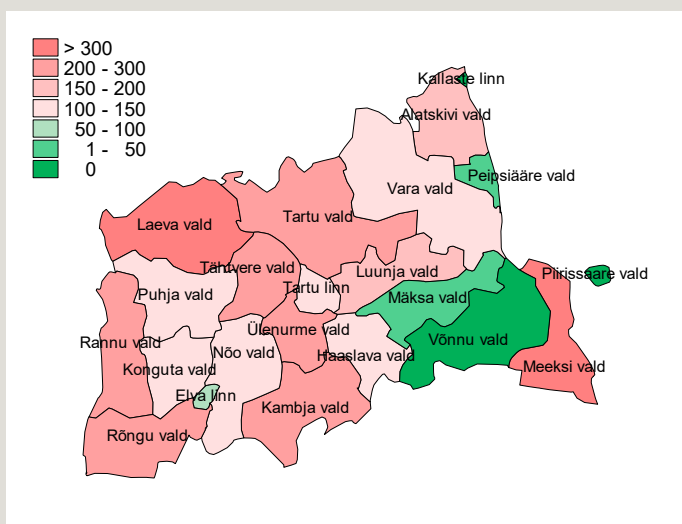 > 300
200 - 300
150 - 200
100 - 150
50 - 100
1 - 50
0
Kallaste linn
Alatskivi vald
Peipsiääre vald
Vara vald
Laeva vald
Tartu vald
Tähtvere vald
Luunja vald
Piirissaare vald
Puhja vald
Tartu linn
Mäksa vald
Ülenurme vald
Rannu vald
Võnnu vald
Nõo vald
Haaslava vald
Konguta vald
Meeksi vald
Elva linn
Kambja vald
Rõngu vald